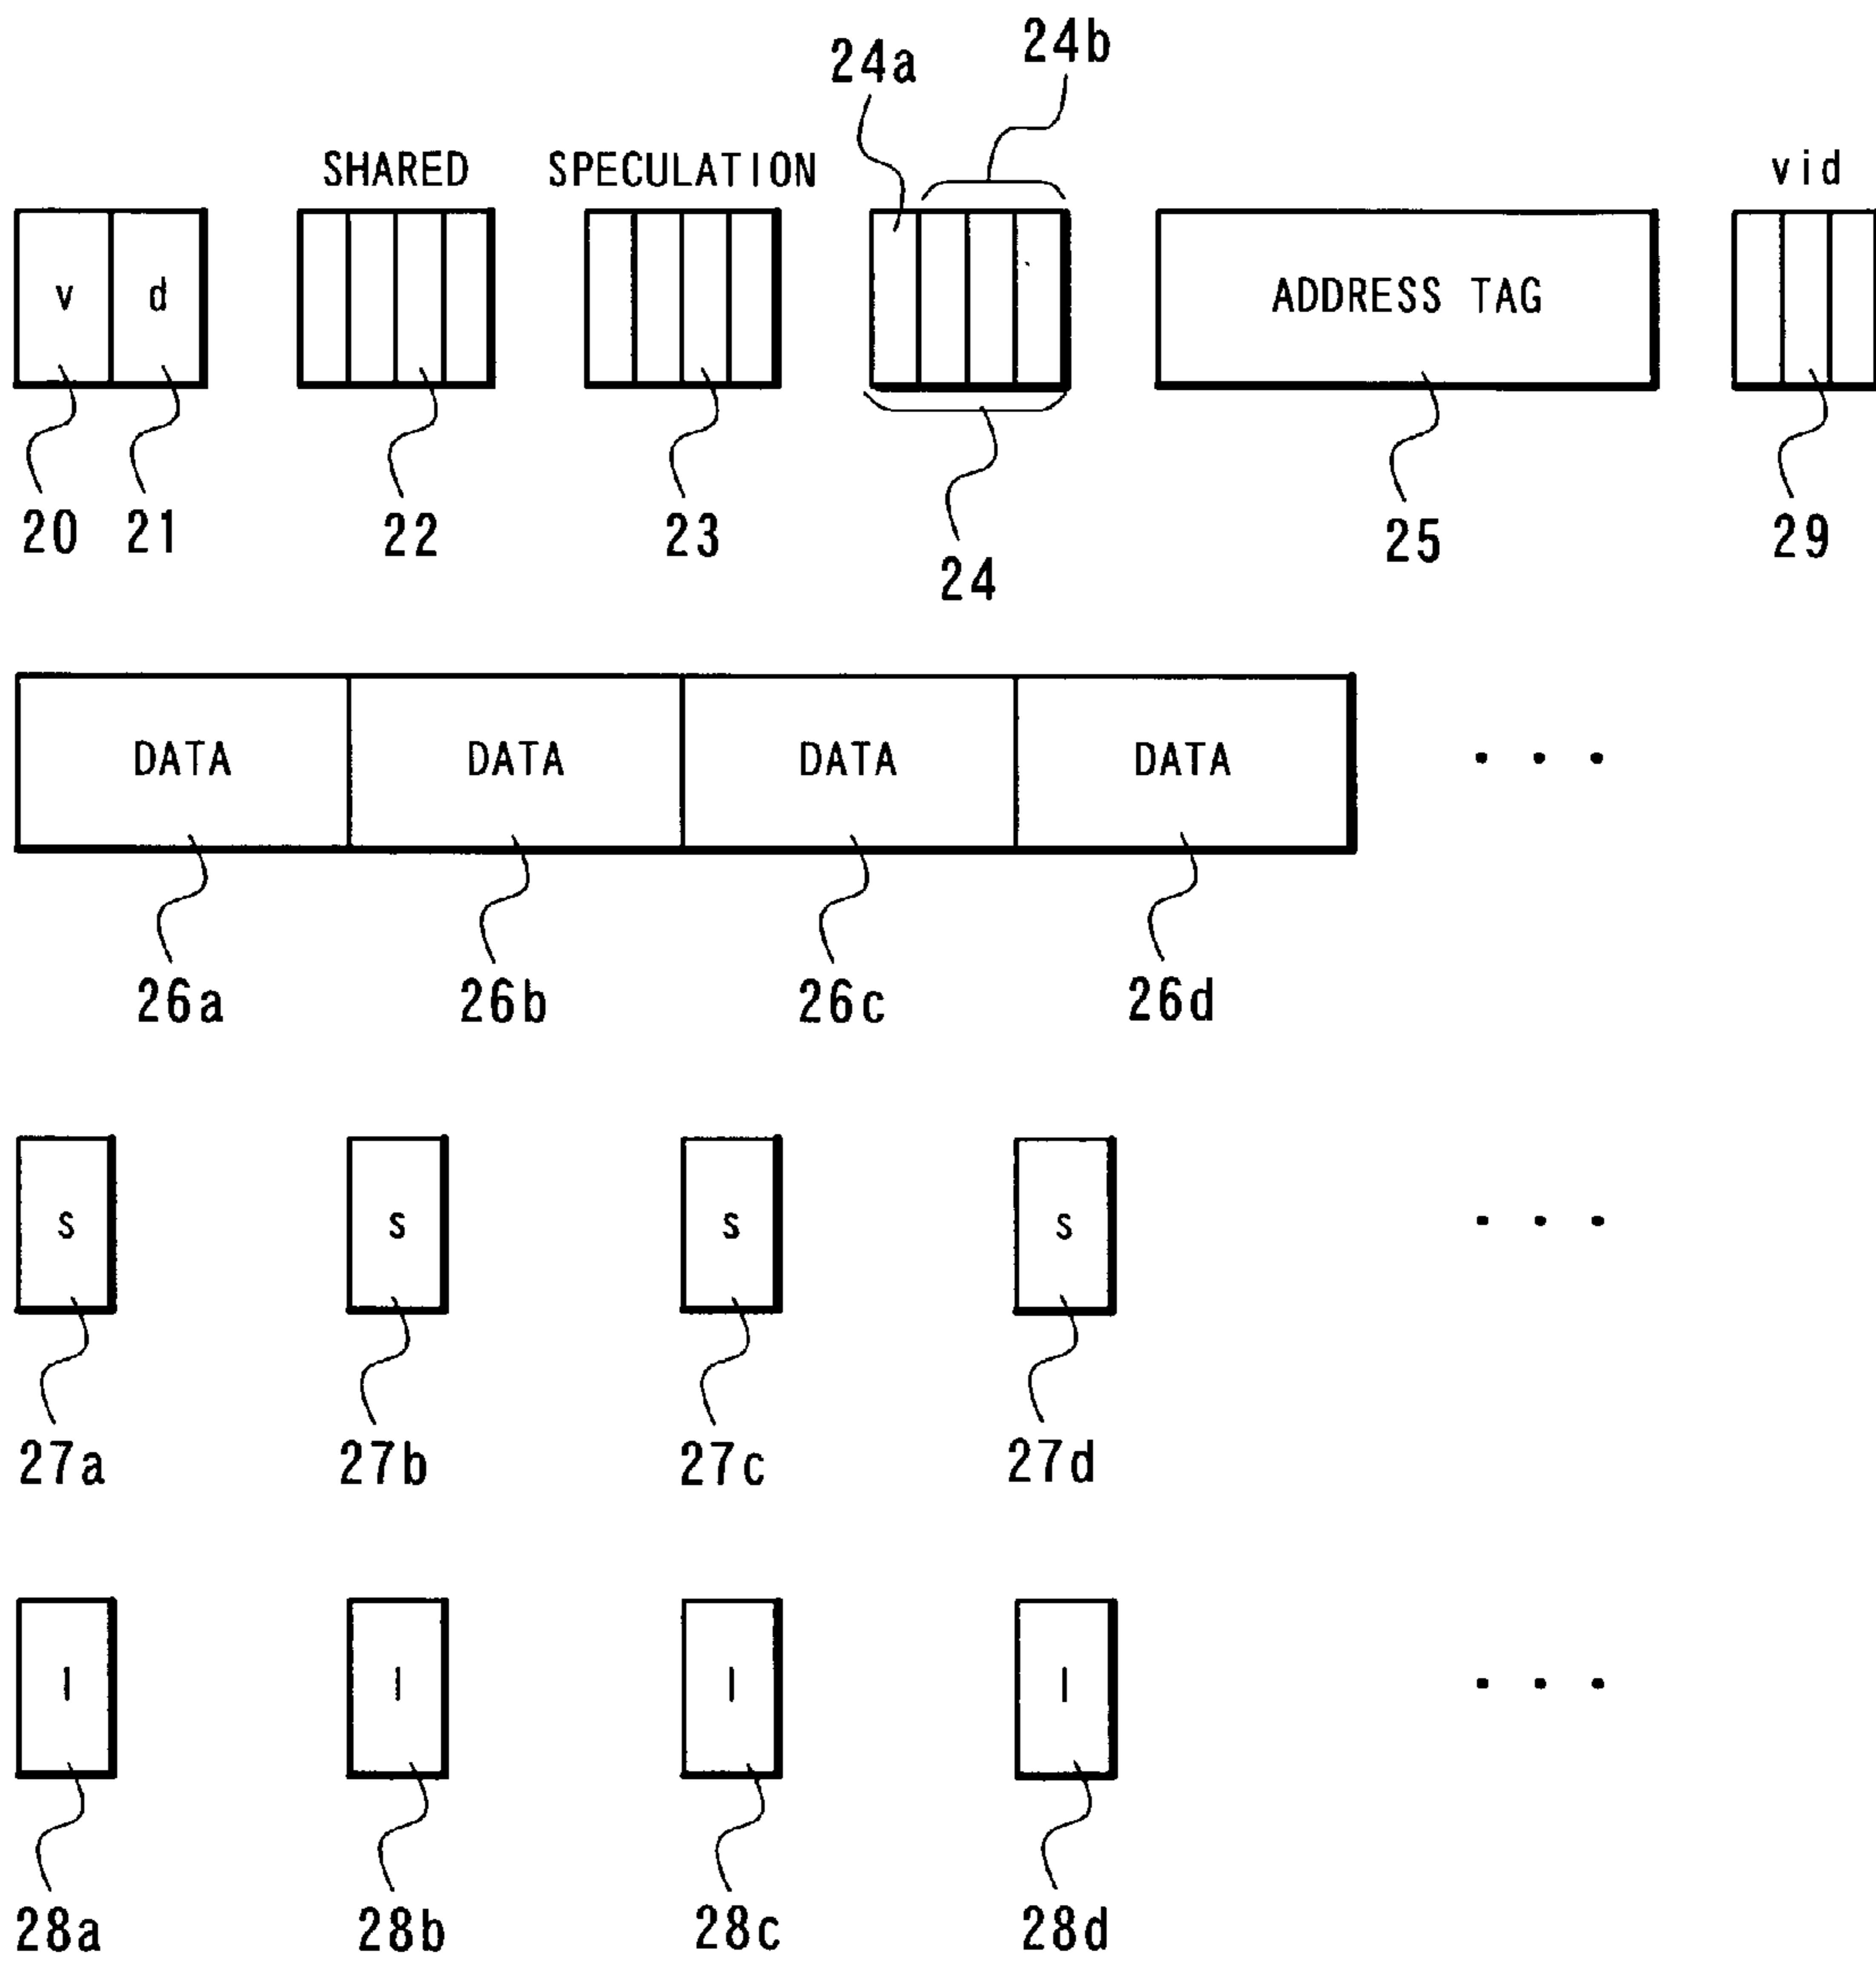 24a 24b
SHARED SPECULATION vid
v d ADDRESS TAG
20 21 22 23 24 25 29
DATA DATA DATA DATA . . .
26a 26b 26c 26d
s s s s . . .
27a 27b 27c 27d
l l l l . . .
28a 28b 28c 28d